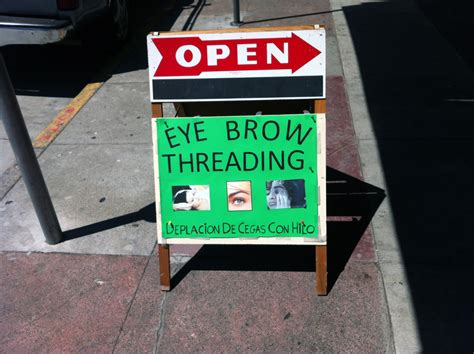 OPEN
EYE BROW
THREADING
DEPLACION DE CEGAS CON HILO